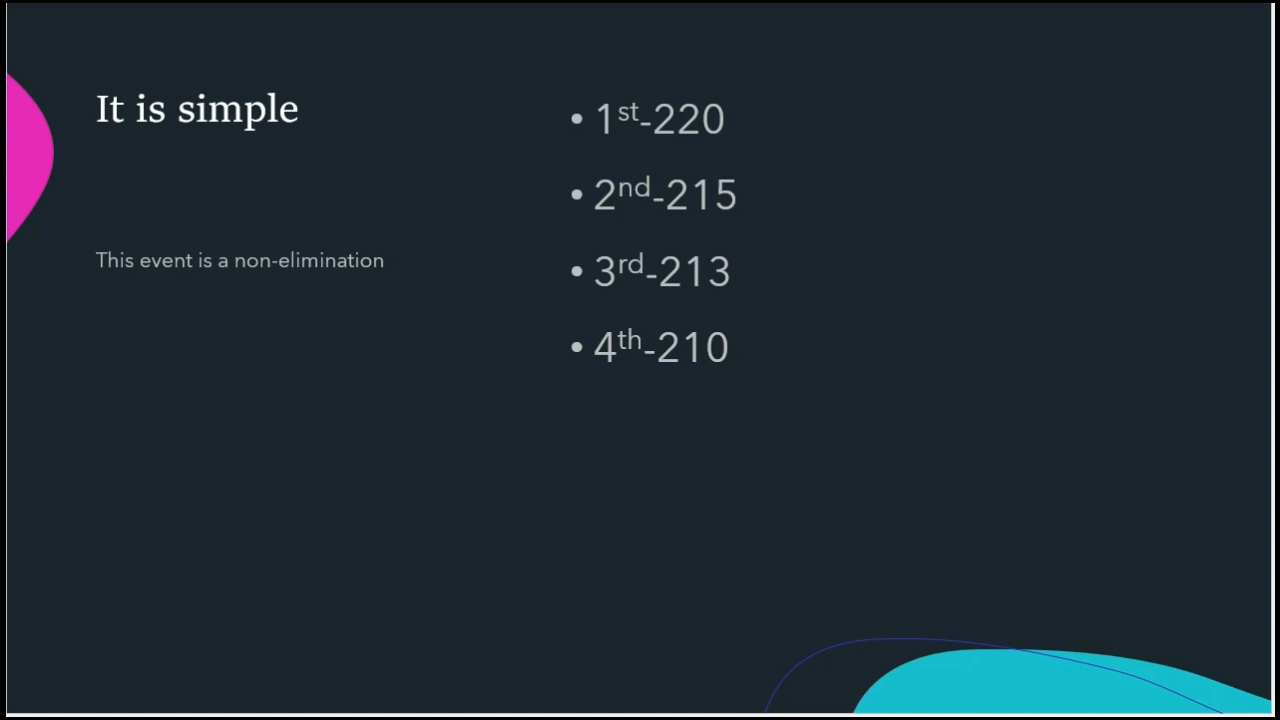 It is simple
This event is a non-elimination
• 1st-220
• 2nd-215
• 3rd-213
• 4th-210